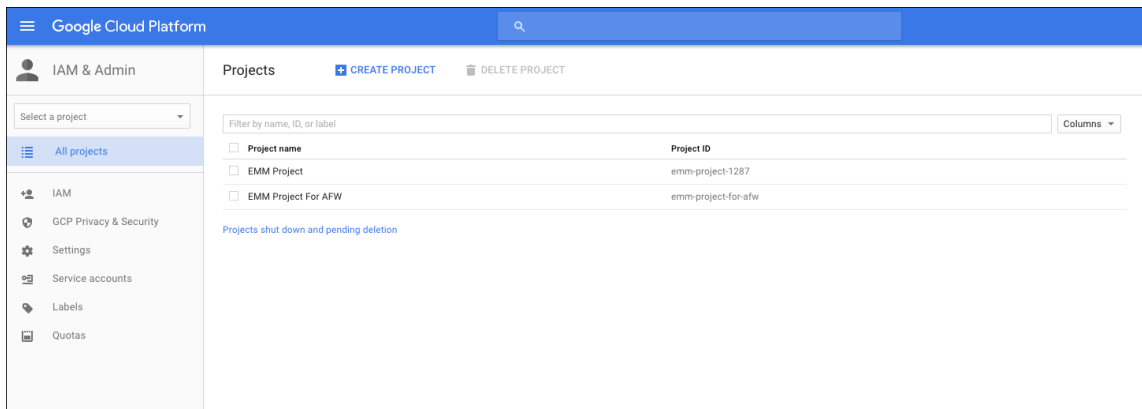 Google Cloud Platform
IAM & Admin
Projects CREATE PROJECT DELETE PROJECT
Select a project
Filter by name, ID, or label Columns
All projects
Project name Project ID
EMM Project emm-project-1287
EMM Project For AFW emm-project-for-afw
Projects shut down and pending deletion
IAM
GCP Privacy & Security
Settings
Service accounts
Labels
Quotas